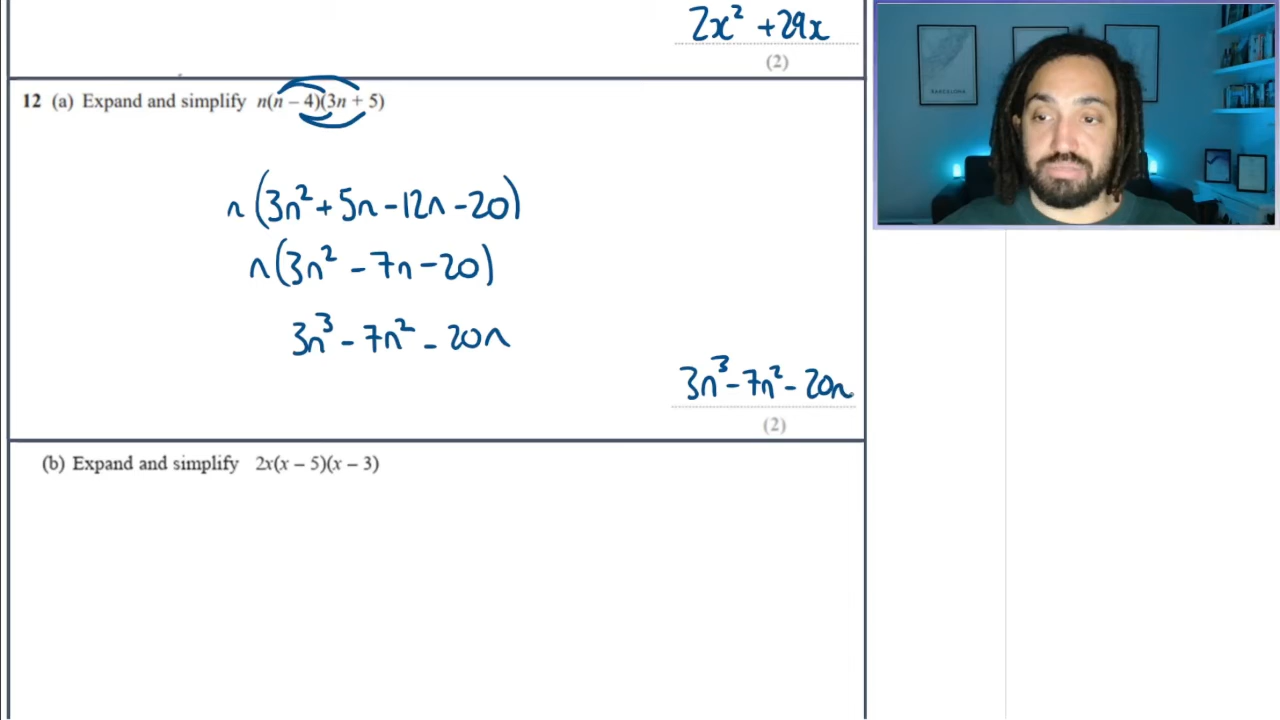 2x² + 29x
(2)
12 (a) Expand and simplify n(n – 4)(3n + 5)
n(3n² + 5n - 12n - 20)
n(3n² - 7n - 20)
3n³ - 7n² - 20n
3n³ - 7n² - 20n
(2)
(b) Expand and simplify 2x(x – 5)(x – 3)
BARCELONA